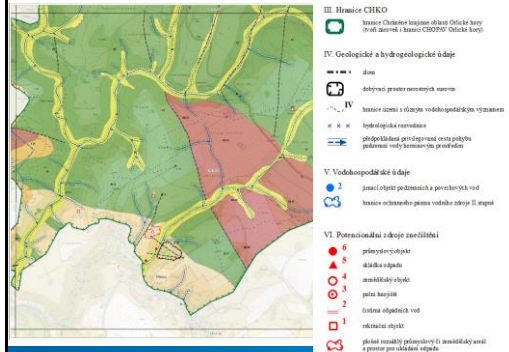 III. Hranice CHKO
hranice Chráněné krajinné oblasti Orlické hory
(tvoří zároveň i hranici CHOPAV Orlické hory)
IV. Geologické a hydrogeologické údaje
zlom
dobývací prostor nerostných surovin
IV
hranice území s různým vodohospodářským významem
hydrologická rozvodnice
předpokládaná privilegovaná cesta pohybu
podzemní vody horninovým prostředím
V. Vodohospodářské údaje
2
jímací objekt podzemních a povrchových vod
hranice ochranného pásma vodního zdroje II. stupně
VI. Potencionální zdroje znečištění
6
průmyslový objekt
5
skládka odpadu
4
zemědělský objekt
3
polní hnojiště
2
čistírna odpadních vod
1
rekreační objekt
plošně rozsáhlý průmyslový či zemědělský areál
a prostor pro ukládání odpadu